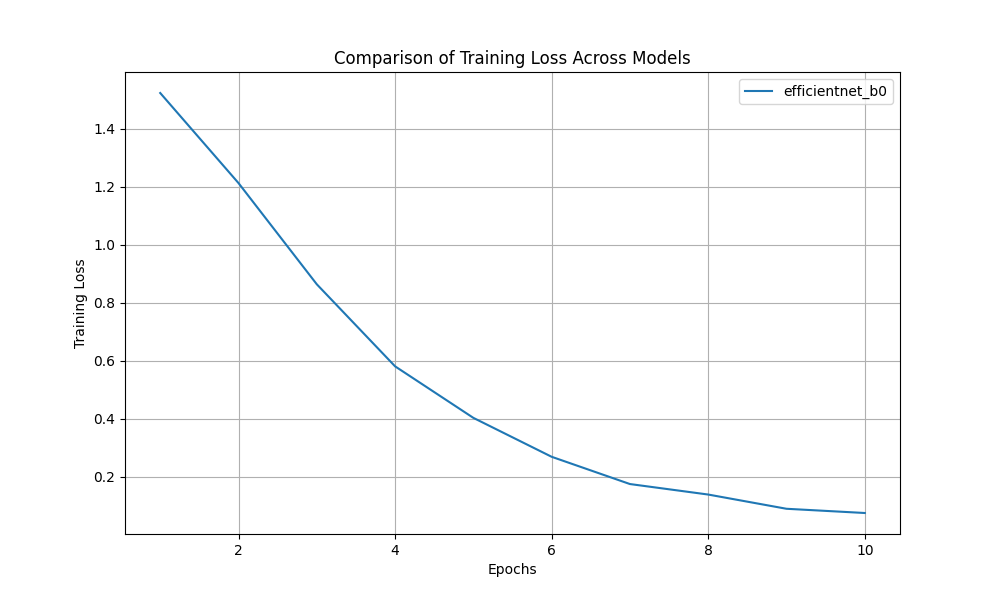 Comparison of Training Loss Across Models
efficientnet_b0
1.4
1.2
1.0
0.8
0.6
0.4
0.2
Training Loss
2 4 6 8 10
Epochs